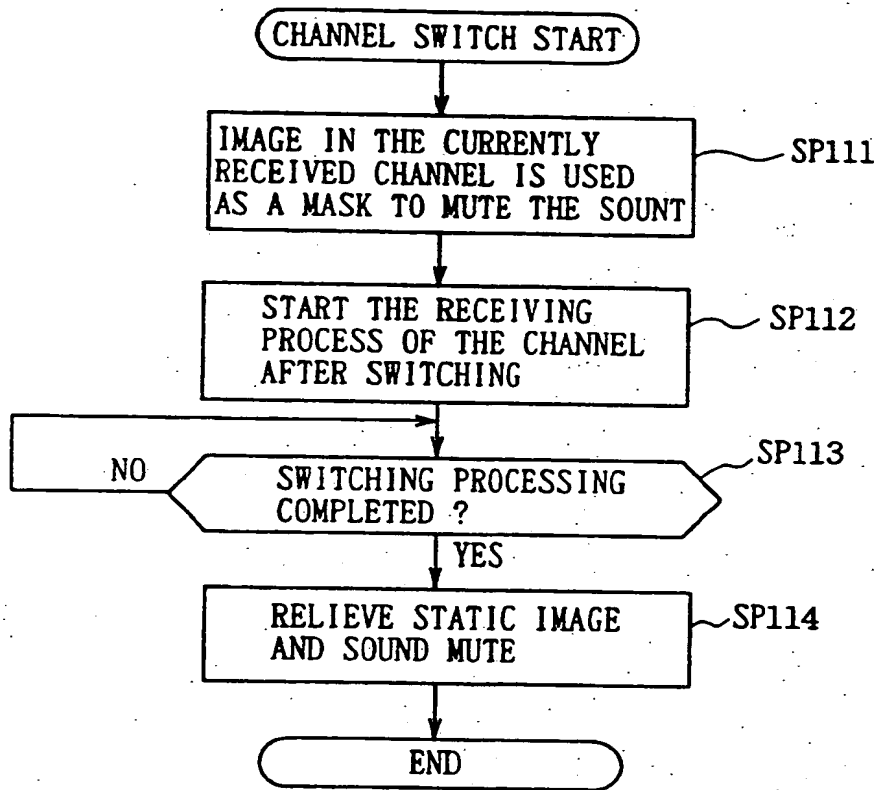 CHANNEL SWITCH START
IMAGE IN THE CURRENTLY
RECEIVED CHANNEL IS USED
AS A MASK TO MUTE THE SOUNT
SP111
START THE RECEIVING
PROCESS OF THE CHANNEL
AFTER SWITCHING
SP112
NO
SWITCHING PROCESSING
COMPLETED ?
SP113
YES
RELIEVE STATIC IMAGE
AND SOUND MUTE
SP114
END